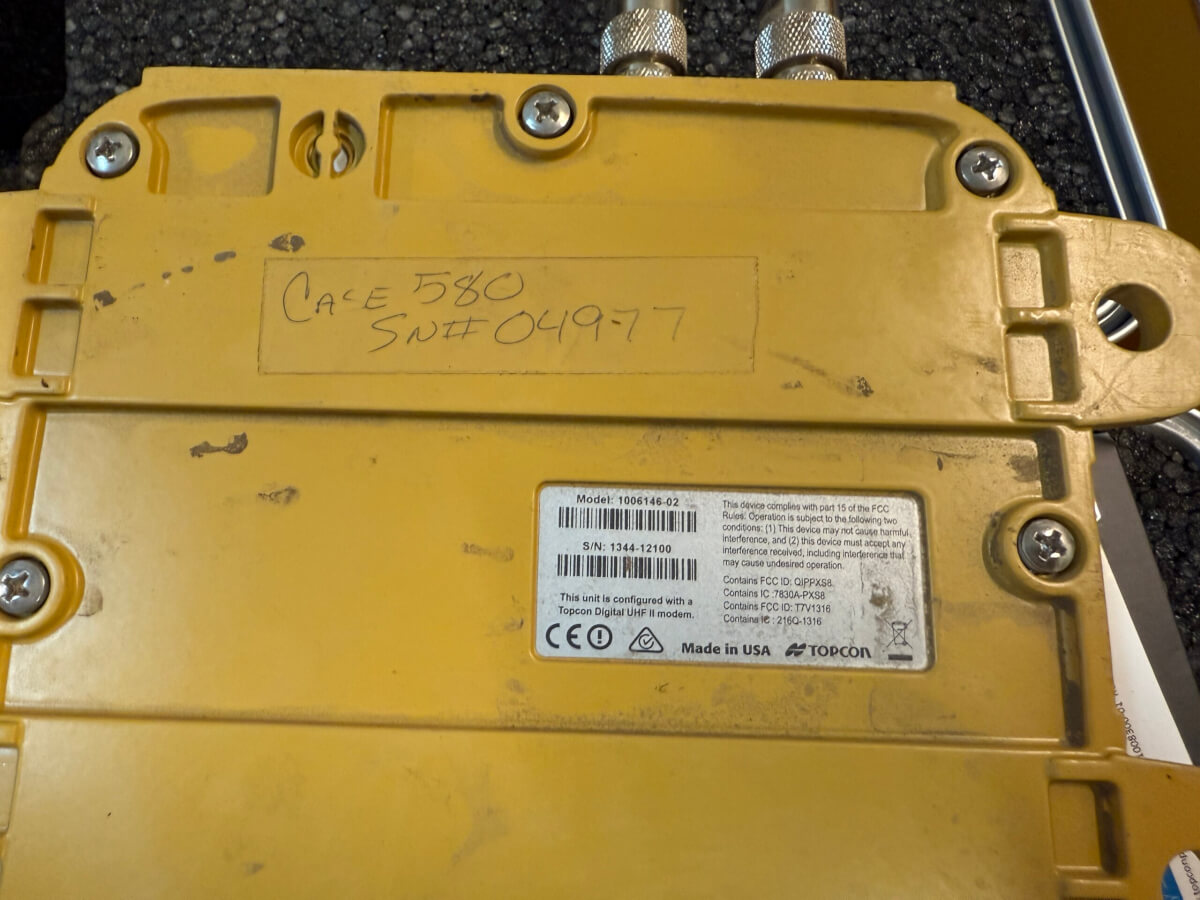 CASE 580
SN# 04977
Model: 1006146-02
S/N: 1344-12100
This unit is configured with a
Topcon Digital UHF II modem.
This device complies with part 15 of the FCC
Rules. Operation is subject to the following two
conditions: (1) This device may not cause harmful
interference, and (2) this device must accept any
interference received, including interference that
may cause undesired operation.
Contains FCC ID: QIPPXS8
Contains IC :7830A-PXS8
Contains FCC ID: T7V1316
Contains IC : 216Q-1316
CE
Made in USA
TOPCON